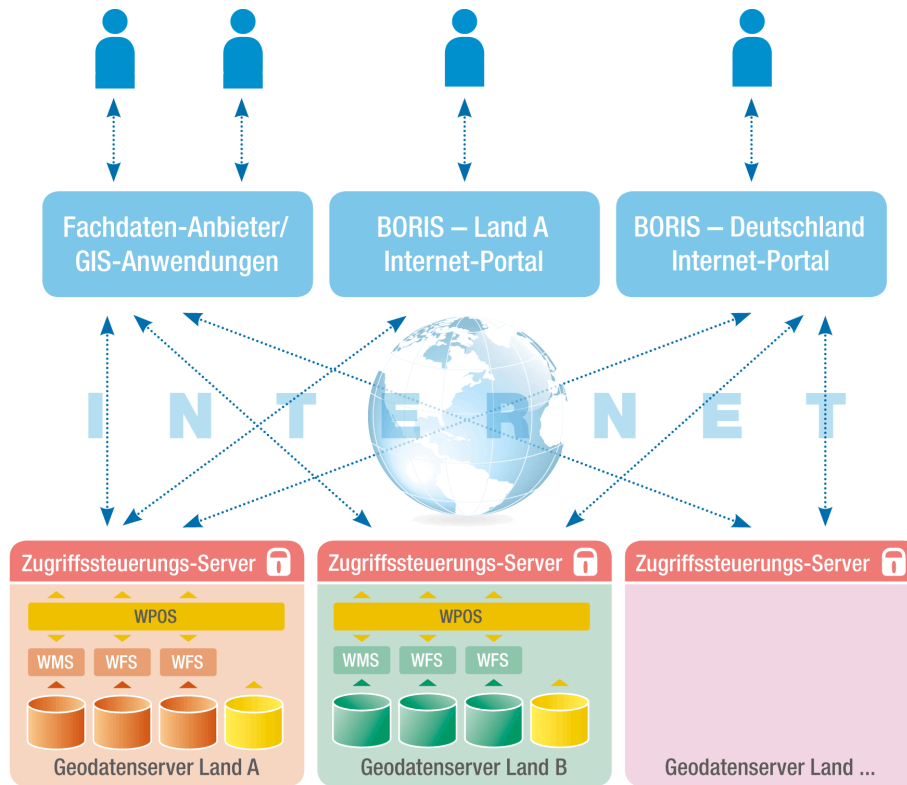 Fachdaten-Anbieter/
GIS-Anwendungen
BORIS – Land A
Internet-Portal
BORIS – Deutschland
Internet-Portal
INTERNET
Zugriffssteuerungs-Server
WPOS
WMS
WFS
WFS
Geodatenserver Land A
Zugriffssteuerungs-Server
WPOS
WMS
WFS
WFS
Geodatenserver Land B
Zugriffssteuerungs-Server
Geodatenserver Land ...